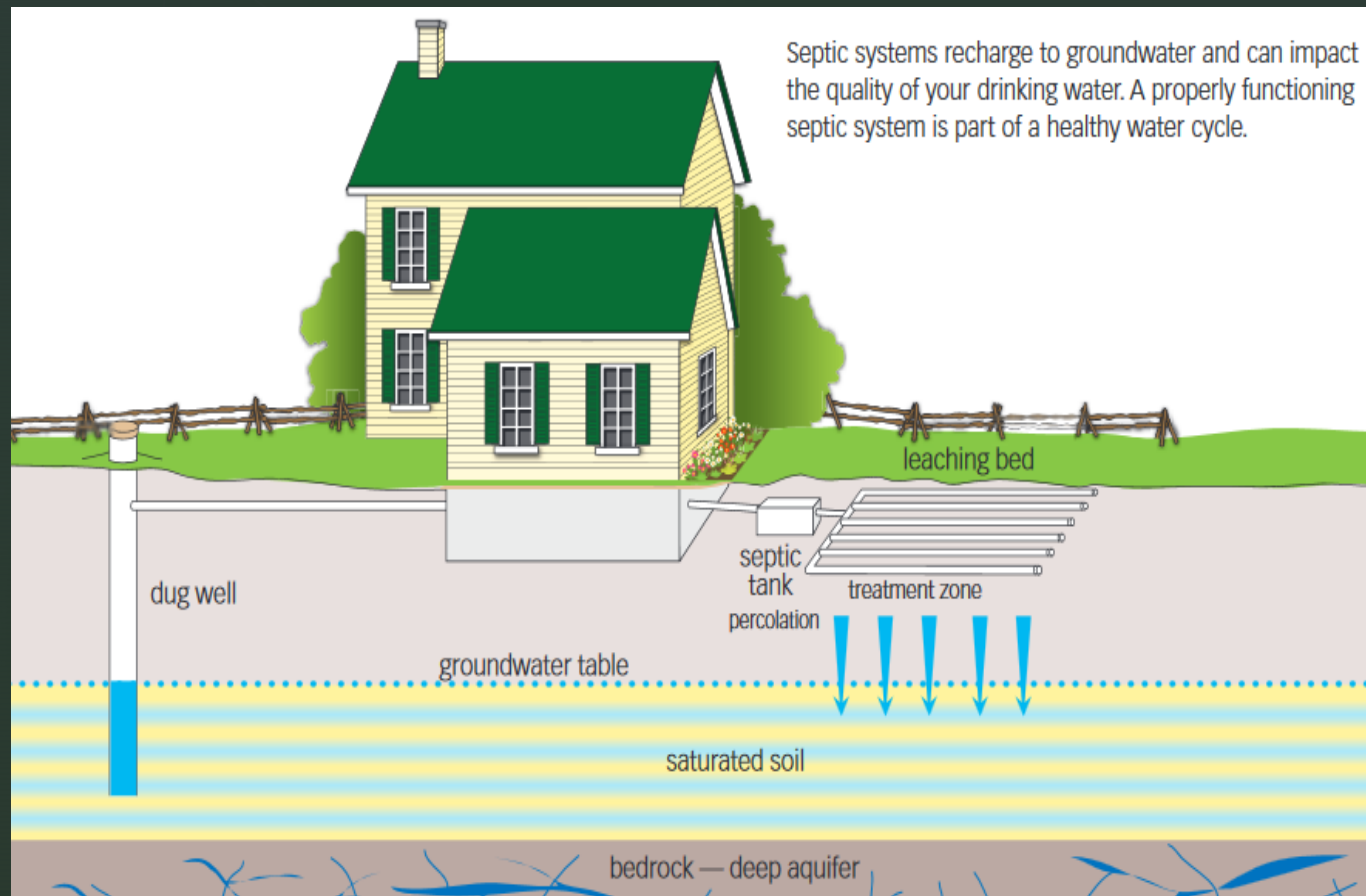 Septic systems recharge to groundwater and can impact
the quality of your drinking water. A properly functioning
septic system is part of a healthy water cycle.
leaching bed
septic
tank
treatment zone
dug well
percolation
groundwater table
saturated soil
bedrock — deep aquifer